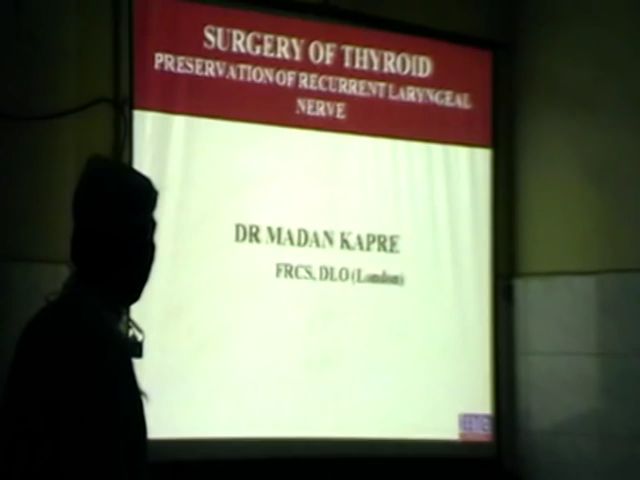 SURGERY OF THYROID
PRESERVATION OF RECURRENT LARYNGEAL
NERVE
DR MADAN KAPRE
FRCS, DLO (London)